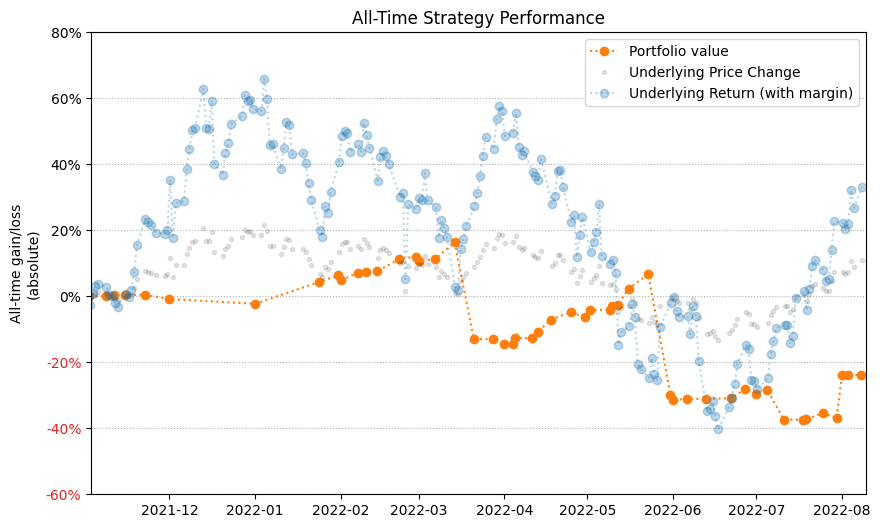 All-Time Strategy Performance
Portfolio value
Underlying Price Change
Underlying Return (with margin)
All-time gain/loss
(absolute)
80%
60%
40%
20%
0%
-20%
-40%
-60%
2021-12
2022-01
2022-02
2022-03
2022-04
2022-05
2022-06
2022-07
2022-08